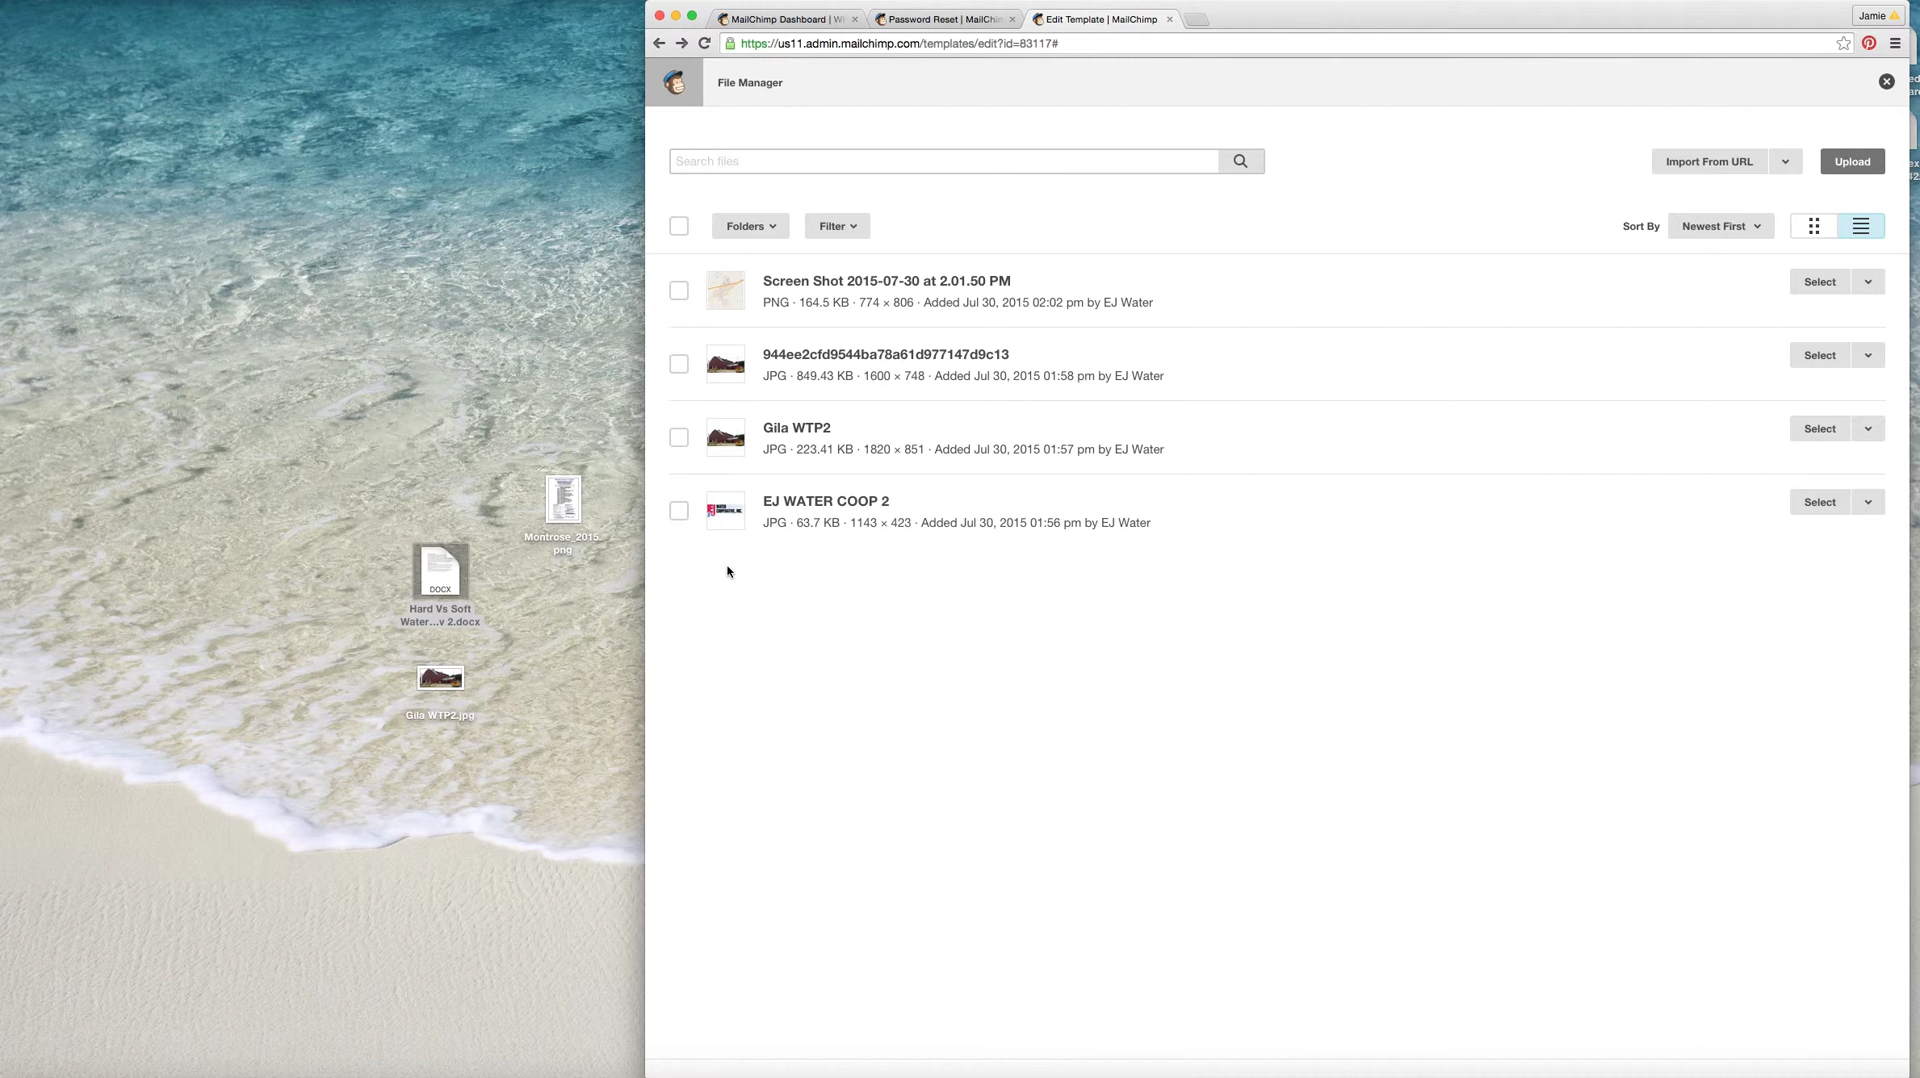 MailChimp Dashboard | Password Reset | MailChi Edit Template | MailChimp Jamie
https://us11.admin.mailchimp.com/templates/edit?id=83117#
File Manager
Search files
Import From URL
Upload
Folders
Filter
Sort By
Newest First
Screen Shot 2015-07-30 at 2.01.50 PM
PNG · 164.5 KB · 774 × 806 · Added Jul 30, 2015 02:02 pm by EJ Water
Select
944ee2cfd9544ba78a61d977147d9c13
JPG · 849.43 KB · 1600 × 748 · Added Jul 30, 2015 01:58 pm by EJ Water
Select
Gila WTP2
JPG · 223.41 KB · 1820 × 851 · Added Jul 30, 2015 01:57 pm by EJ Water
Select
EJ WATER COOP 2
JPG · 63.7 KB · 1143 × 423 · Added Jul 30, 2015 01:56 pm by EJ Water
Select
Montrose_2015.
png
DOCX
Hard Vs Soft
Water...v 2.docx
Gila WTP2.jpg